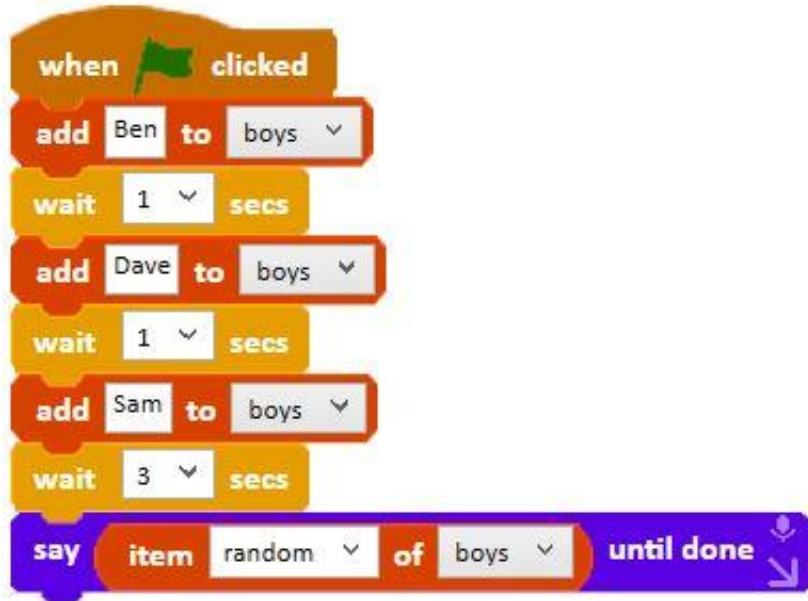 when clicked
add Ben to boys
wait 1 secs
add Dave to boys
wait 1 secs
add Sam to boys
wait 3 secs
say item random of boys until done